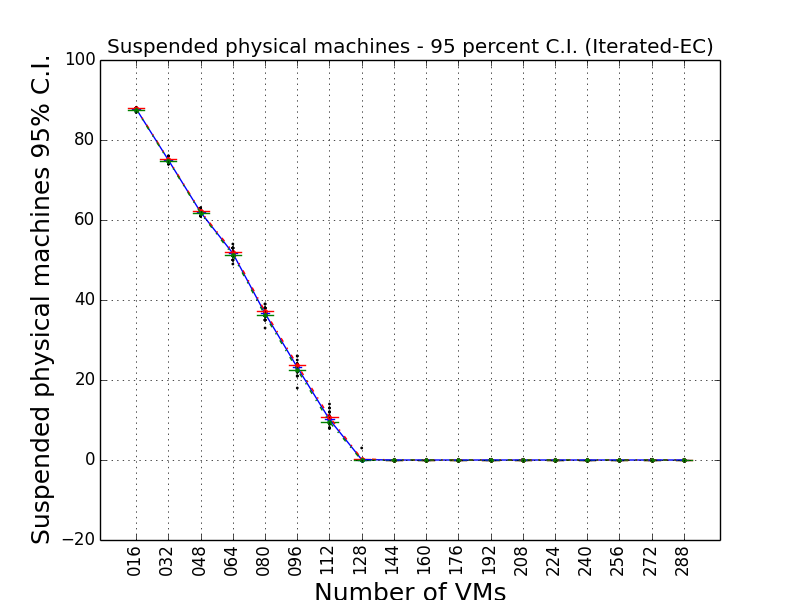 Suspended physical machines - 95 percent C.I. (Iterated-EC)
Suspended physical machines 95% C.I.
100
80
60
40
20
0
−20
016 032 048 064 080 096 112 128 144 160 176 192 208 224 240 256 272 288
Number of VMs